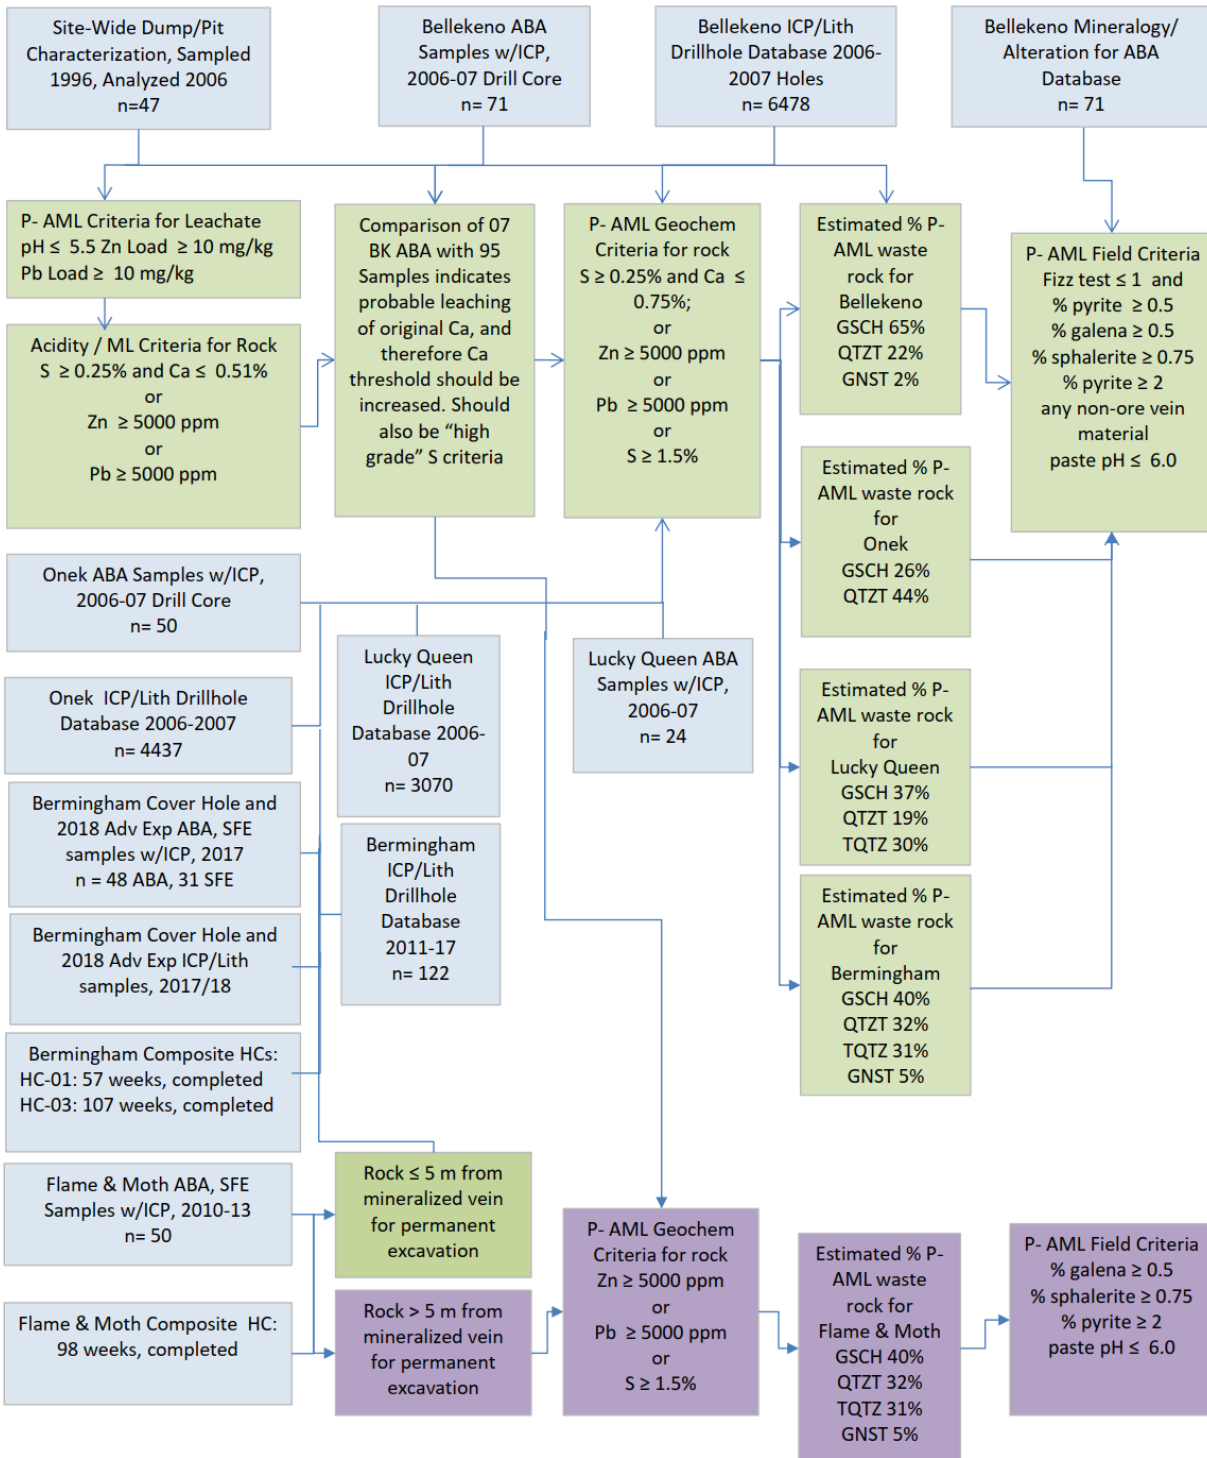 Site-Wide Dump/Pit
Characterization, Sampled
1996, Analyzed 2006
n=47
Bellekeno ABA
Samples w/ICP,
2006-07 Drill Core
n= 71
Bellekeno ICP/Lith
Drillhole Database 2006-
2007 Holes
n= 6478
Bellekeno Mineralogy/
Alteration for ABA
Database
n= 71
P- AML Criteria for Leachate
pH ≤ 5.5 Zn Load ≥ 10 mg/kg
Pb Load ≥ 10 mg/kg
Acidity / ML Criteria for Rock
S ≥ 0.25% and Ca ≤ 0.51%
or
Zn ≥ 5000 ppm
or
Pb ≥ 5000 ppm
Comparison of 07
BK ABA with 95
Samples indicates
probable leaching
of original Ca, and
therefore Ca
threshold should be
increased. Should
also be “high
grade” S criteria
P- AML Geochem
Criteria for rock
S ≥ 0.25% and Ca ≤
0.75%;
or
Zn ≥ 5000 ppm
or
Pb ≥ 5000 ppm
or
S ≥ 1.5%
Estimated % P-
AML waste
rock for
Bellekeno
GSCH 65%
QTZT 22%
GNST 2%
P- AML Field Criteria
Fizz test ≤ 1 and
% pyrite ≥ 0.5
% galena ≥ 0.5
% sphalerite ≥ 0.75
% pyrite ≥ 2
any non-ore vein
material
paste pH ≤ 6.0
Estimated % P-
AML waste rock
for
Onek
GSCH 26%
QTZT 44%
Onek ABA Samples w/ICP,
2006-07 Drill Core
n= 50
Onek ICP/Lith Drillhole
Database 2006-2007
n= 4437
Lucky Queen
ICP/Lith
Drillhole
Database 2006-
07
n= 3070
Lucky Queen ABA
Samples w/ICP,
2006-07
n= 24
Estimated % P-
AML waste rock
for
Lucky Queen
GSCH 37%
QTZT 19%
TQTZ 30%
Bermingham Cover Hole and
2018 Adv Exp ABA, SFE
samples w/ICP, 2017
n = 48 ABA, 31 SFE
Bermingham
ICP/Lith
Drillhole
Database
2011-17
n= 122
Estimated % P-
AML waste rock
for
Bermingham
GSCH 40%
QTZT 32%
TQTZ 31%
GNST 5%
Bermingham Cover Hole and
2018 Adv Exp ICP/Lith
samples, 2017/18
Bermingham Composite HCs:
HC-01: 57 weeks, completed
HC-03: 107 weeks, completed
Flame & Moth ABA, SFE
Samples w/ICP, 2010-13
n= 50
Rock ≤ 5 m from
mineralized vein
for permanent
excavation
Flame & Moth Composite HC:
98 weeks, completed
Rock > 5 m from
mineralized vein
for permanent
excavation
P- AML Geochem
Criteria for rock
Zn ≥ 5000 ppm
or
Pb ≥ 5000 ppm
or
S ≥ 1.5%
Estimated % P-
AML waste
rock for
Flame & Moth
GSCH 40%
QTZT 32%
TQTZ 31%
GNST 5%
P- AML Field Criteria
% galena ≥ 0.5
% sphalerite ≥ 0.75
% pyrite ≥ 2
paste pH ≤ 6.0